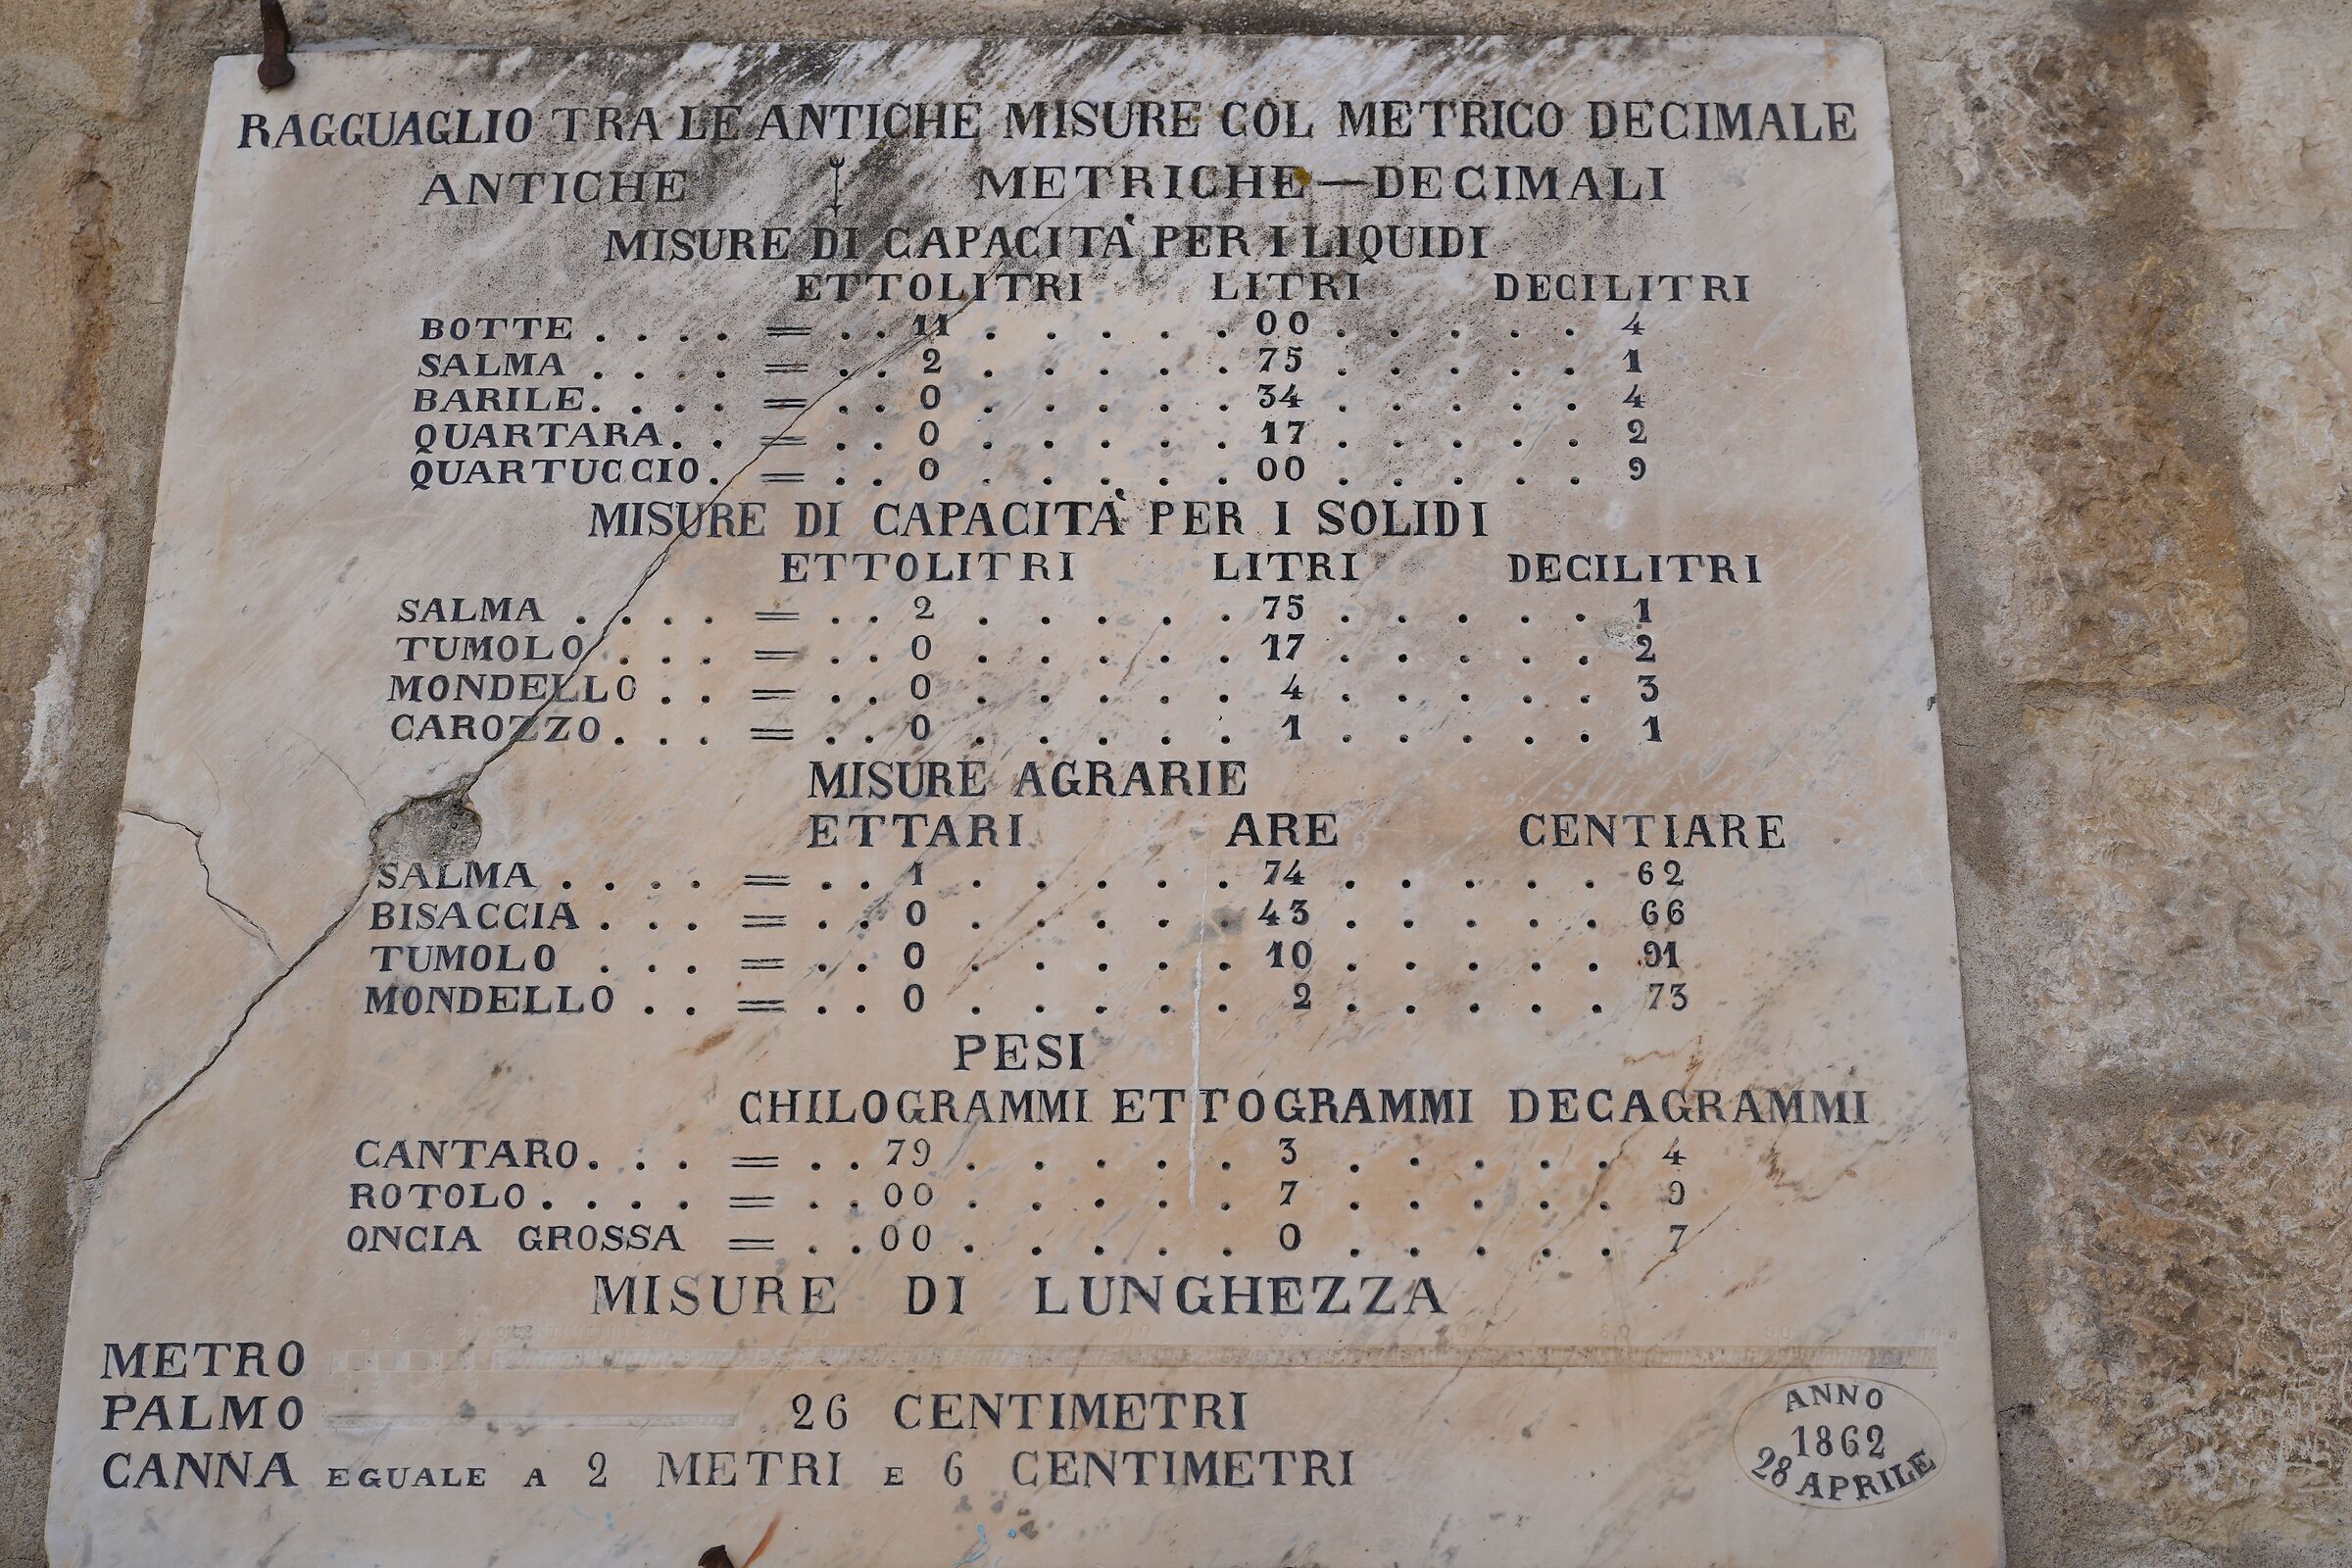 RAGGUAGLIO TRA LE ANTICHE MISURE COL METRICO DECIMALE
ANTICHE METRICHE—DECIMALI
MISURE DI CAPACITÀ PER I LIQUIDI
ETTOLITRI LITRI DECILITRI
BOTTE . . . . = . . 11 . . . . . 00 . . . . . 4
SALMA . . . . = . . 2 . . . . . 75 . . . . . 1
BARILE . . . . = . . 0 . . . . . 34 . . . . . 4
QUARTARA . . = . . 0 . . . . . 17 . . . . . 2
QUARTUCCIO . = . . 0 . . . . . 00 . . . . . 9
MISURE DI CAPACITÀ PER I SOLIDI
ETTOLITRI LITRI DECILITRI
SALMA . . . . = . . 2 . . . . . 75 . . . . . 1
TUMOLO . . . = . . 0 . . . . . 17 . . . . . 2
MONDELLO . . = . . 0 . . . . . 4 . . . . . 3
CAROZZO . . . = . . 0 . . . . . 1 . . . . . 1
MISURE AGRARIE
ETTARI ARE CENTIARE
SALMA . . . . = . . 1 . . . . . 74 . . . . . 62
BISACCIA . . . = . . 0 . . . . . 43 . . . . . 66
TUMOLO . . . = . . 0 . . . . . 10 . . . . . 91
MONDELLO . . = . . 0 . . . . . 2 . . . . . 73
PESI
CHILOGRAMMI ETTOGRAMMI DECAGRAMMI
CANTARO . . . = . . 79 . . . . . 3 . . . . . 4
ROTOLO . . . . = . . 00 . . . . . 7 . . . . . 9
ONCIA GROSSA = . . 00 . . . . . 0 . . . . . 7
MISURE DI LUNGHEZZA
METRO
PALMO 26 CENTIMETRI
CANNA EGUALE A 2 METRI E 6 CENTIMETRI
ANNO
1862
28 APRILE